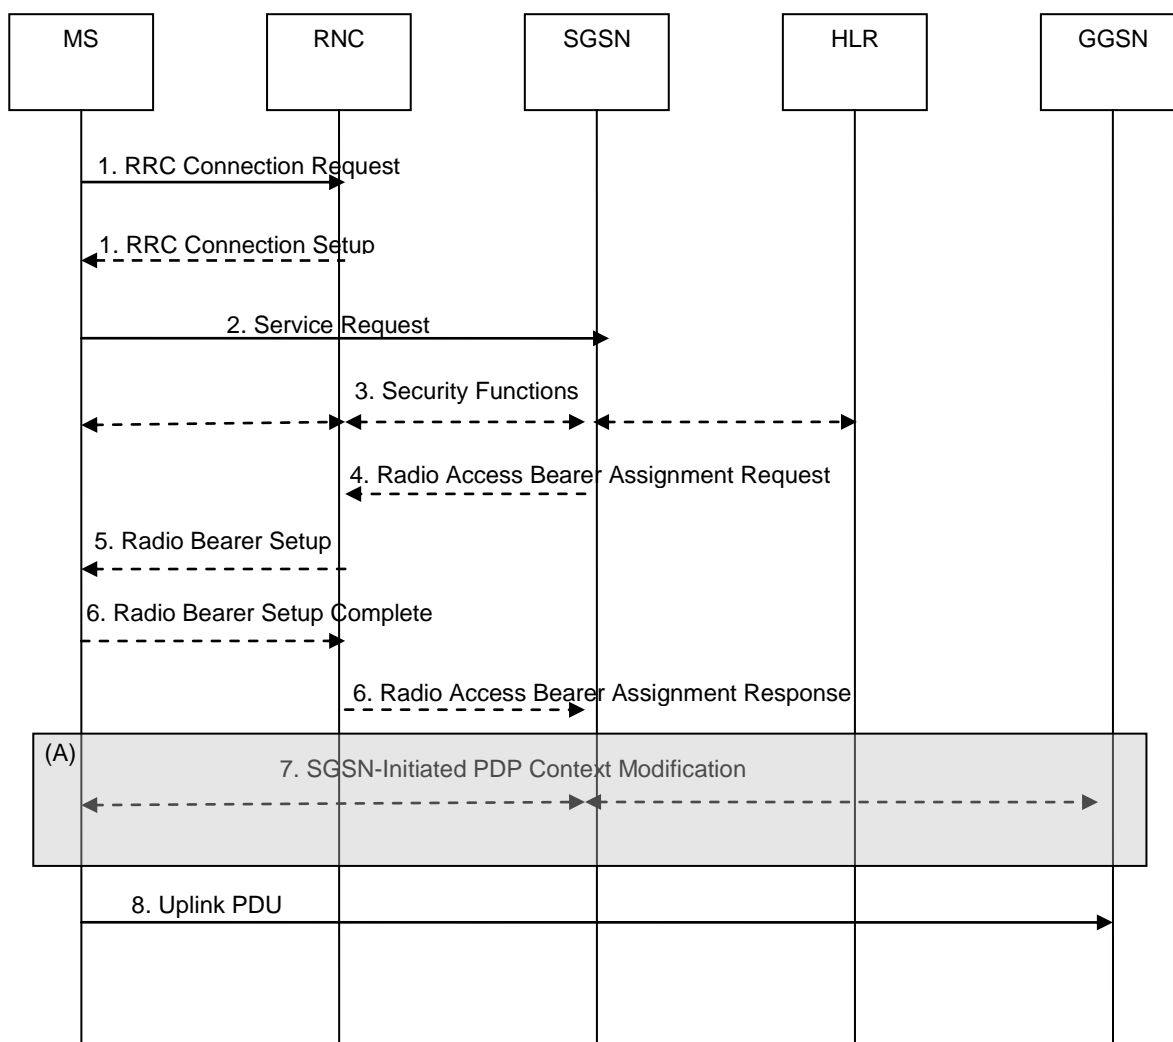 MS
RNC
SGSN
HLR
GGSN
1. RRC Connection Request
1. RRC Connection Setup
2. Service Request
3. Security Functions
4. Radio Access Bearer Assignment Request
5. Radio Bearer Setup
6. Radio Bearer Setup Complete
6. Radio Access Bearer Assignment Response
(A)
7. SGSN-Initiated PDP Context Modification
8. Uplink PDU